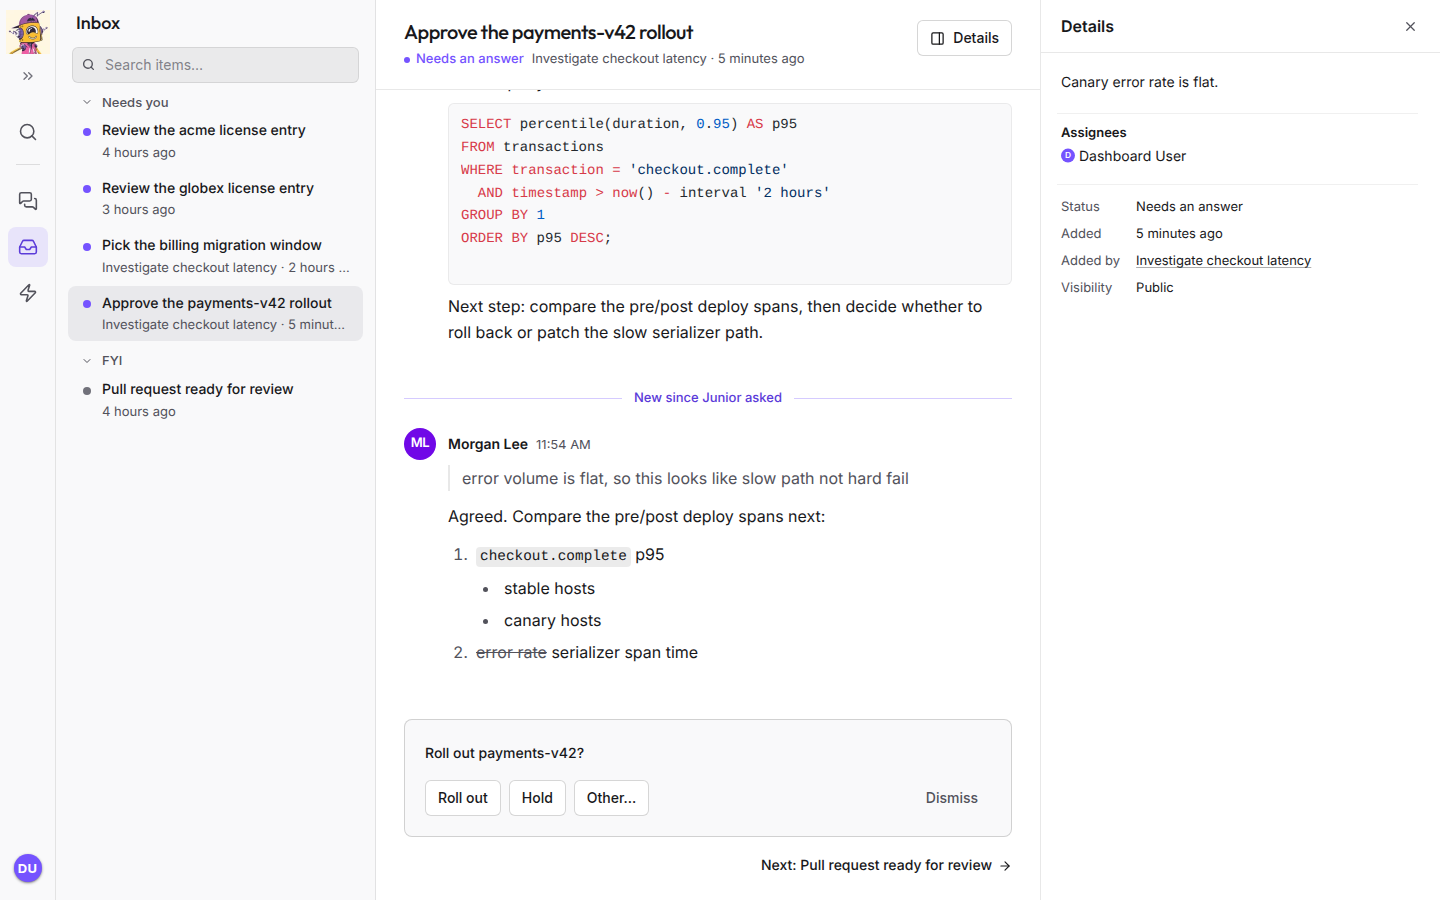 Inbox
Search items...
Needs you
Review the acme license entry
4 hours ago
Review the globex license entry
3 hours ago
Pick the billing migration window
Investigate checkout latency · 2 hours ...
Approve the payments-v42 rollout
Investigate checkout latency · 5 minut...
FYI
Pull request ready for review
4 hours ago
DU
Approve the payments-v42 rollout
Needs an answer Investigate checkout latency · 5 minutes ago
Details
SELECT percentile(duration, 0.95) AS p95
FROM transactions
WHERE transaction = 'checkout.complete'
AND timestamp > now() - interval '2 hours'
GROUP BY 1
ORDER BY p95 DESC;
Next step: compare the pre/post deploy spans, then decide whether to
roll back or patch the slow serializer path.
New since Junior asked
ML Morgan Lee 11:54 AM
error volume is flat, so this looks like slow path not hard fail
Agreed. Compare the pre/post deploy spans next:
1. checkout.complete p95
• stable hosts
• canary hosts
2. error rate serializer span time
Roll out payments-v42?
Roll out Hold Other... Dismiss
Next: Pull request ready for review →
Details
Canary error rate is flat.
Assignees
D Dashboard User
Status Needs an answer
Added 5 minutes ago
Added by Investigate checkout latency
Visibility Public